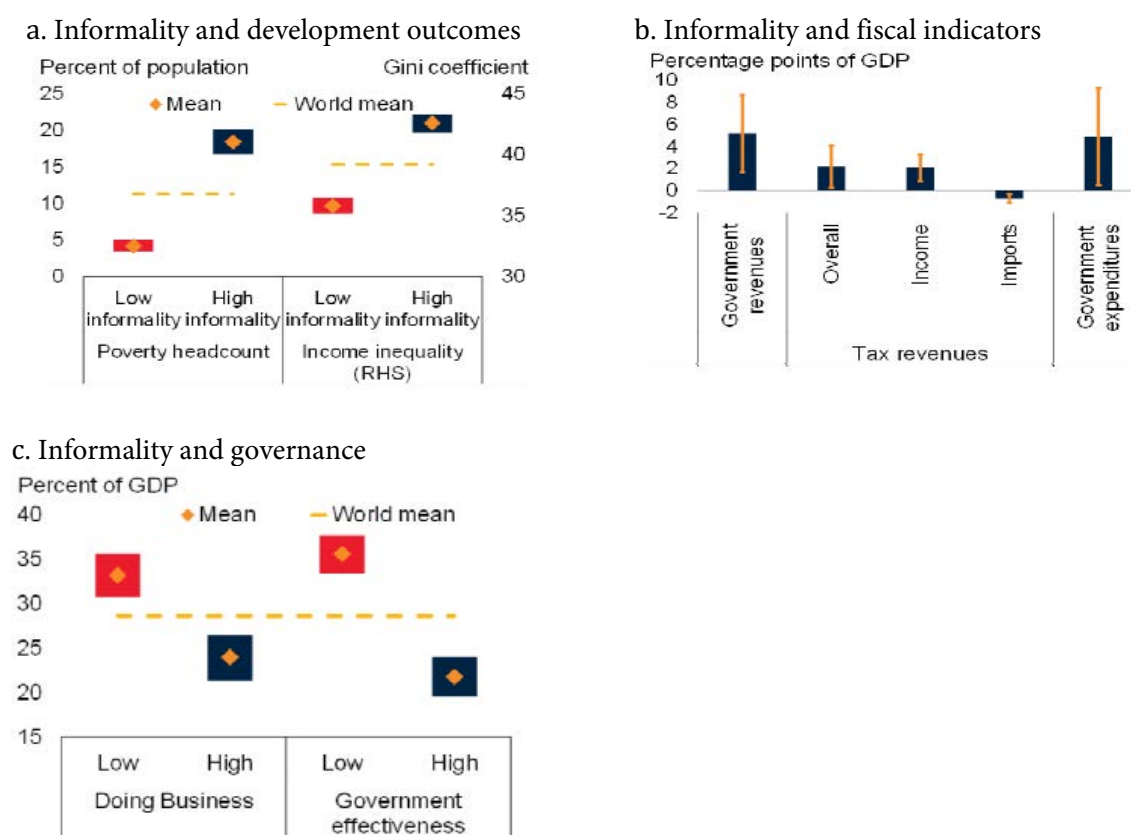 a. Informality and development outcomes
Percent of population Gini coefficient
25 45
Mean World mean
20
40
15
10
35
5
0 30
Low High Low High
informality informality informality informality
Poverty headcount Income inequality
(RHS)
b. Informality and fiscal indicators
Percentage points of GDP
10
8
6
4
2
0
-2
Government revenues
Overall
Income
Imports
Government expenditures
Tax revenues
c. Informality and governance
Percent of GDP
40
Mean World mean
35
30
25
20
15
Low High Low High
Doing Business Government
effectiveness